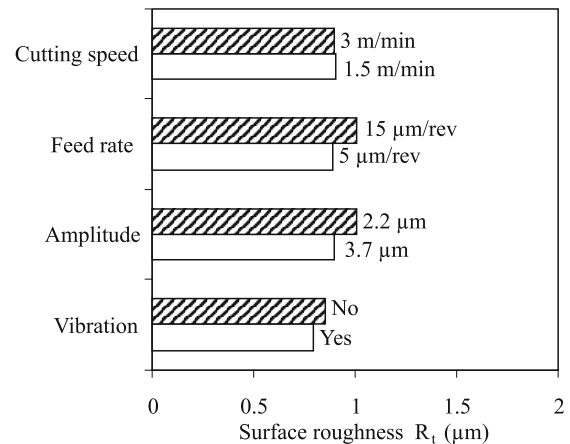 Cutting speed
3 m/min
1.5 m/min
Feed rate
15 µm/rev
5 µm/rev
Amplitude
2.2 µm
3.7 µm
Vibration
No
Yes
0 0.5 1 1.5 2
Surface roughness Rt (µm)